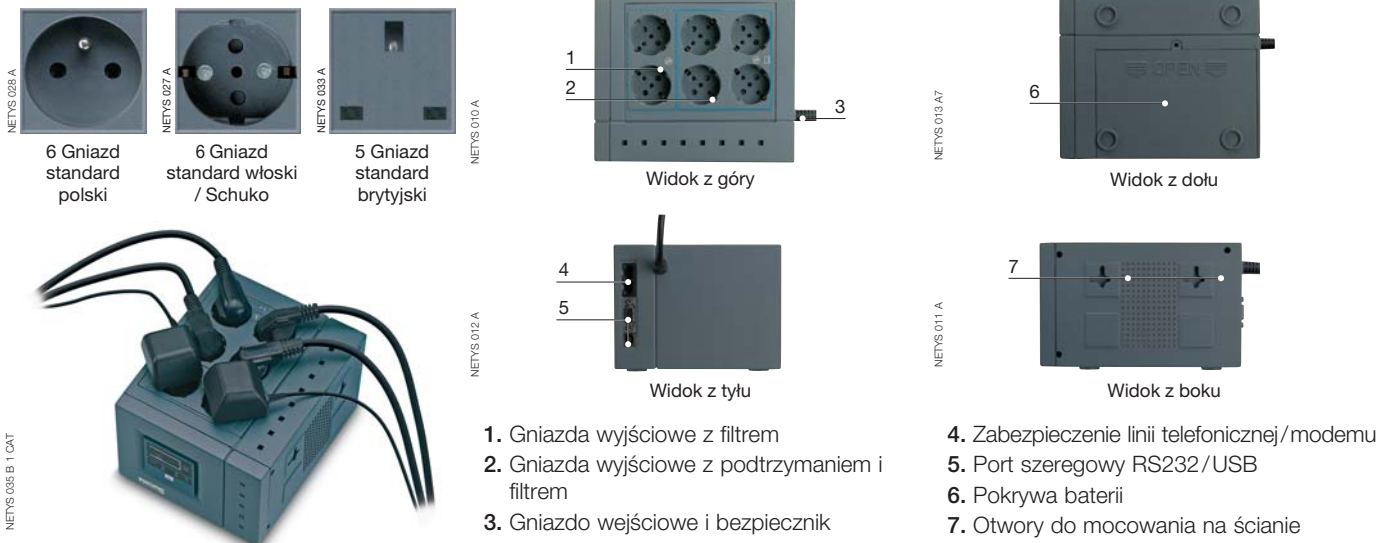 NETYS 028 A
6 Gniazd
standard
polski
NETYS 027 A
6 Gniazd
standard włoski
/ Schuko
NETYS 033 A
5 Gniazd
standard
brytyjski
NETYS 035 B 1 CAT
NETYS 010 A
1
2
3
Widok z góry
NETYS 013 A7
OPEN
6
Widok z dołu
NETYS 012 A
4
5
Widok z tyłu
NETYS 011 A
7
Widok z boku
1. Gniazda wyjściowe z filtrem
2. Gniazda wyjściowe z podtrzymaniem i
filtrem
3. Gniazdo wejściowe i bezpiecznik
4. Zabezpieczenie linii telefonicznej/modemu
5. Port szeregowy RS232/USB
6. Pokrywa baterii
7. Otwory do mocowania na ścianie